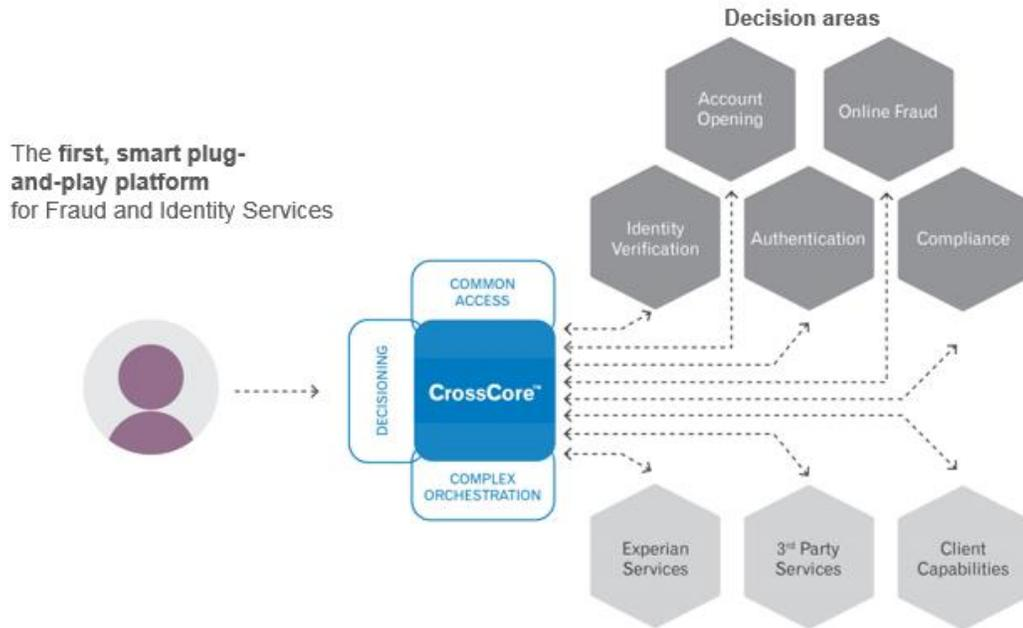 Decision areas
Account
Opening
Online Fraud
The first, smart plug-
and-play platform
for Fraud and Identity Services
Identity
Verification
Authentication
Compliance
COMMON
ACCESS
DECISIONING
CrossCore™
COMPLEX
ORCHESTRATION
Experian
Services
3rd Party
Services
Client
Capabilities